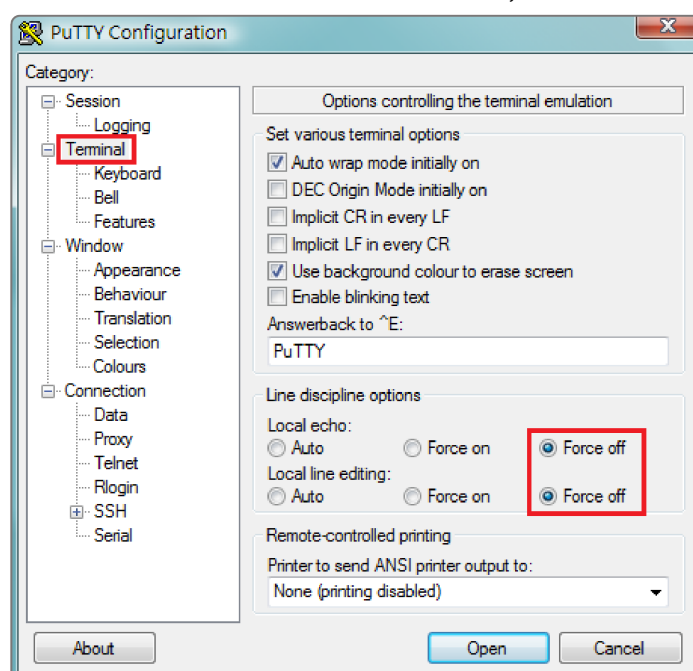 PuTTY Configuration
Category:
Session
Logging
Terminal
Keyboard
Bell
Features
Window
Appearance
Behaviour
Translation
Selection
Colours
Connection
Data
Proxy
Telnet
Rlogin
SSH
Serial
Options controlling the terminal emulation
Set various terminal options
Auto wrap mode initially on
DEC Origin Mode initially on
Implicit CR in every LF
Implicit LF in every CR
Use background colour to erase screen
Enable blinking text
Answerback to ^E:
PuTTY
Line discipline options
Local echo:
Auto Force on Force off
Local line editing:
Auto Force on Force off
Remote-controlled printing
Printer to send ANSI printer output to:
None (printing disabled)
About Open Cancel